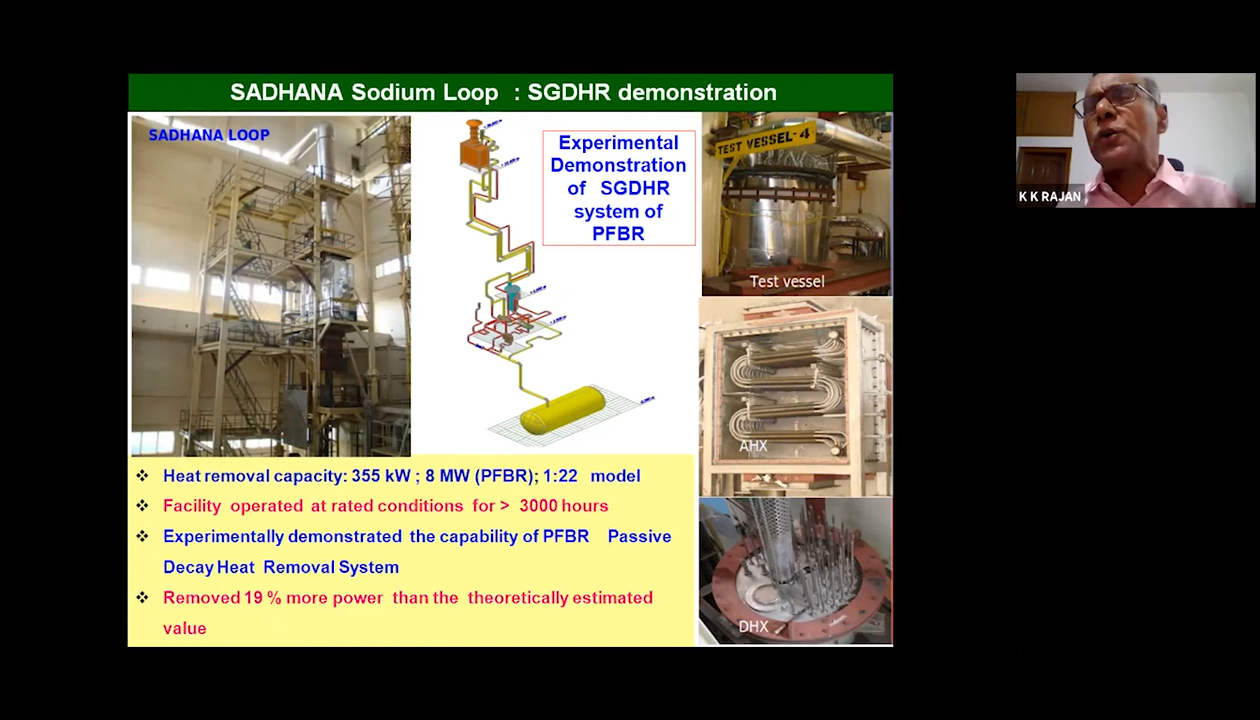 SADHANA Sodium Loop : SGDHR demonstration
SADHANA LOOP
Experimental
Demonstration
of SGDHR
system of
PFBR
TEST VESSEL-4
Test vessel
AHX
DHX
K K RAJAN
❖ Heat removal capacity: 355 kW ; 8 MW (PFBR); 1:22 model
❖ Facility operated at rated conditions for > 3000 hours
❖ Experimentally demonstrated the capability of PFBR Passive
Decay Heat Removal System
❖ Removed 19 % more power than the theoretically estimated
value